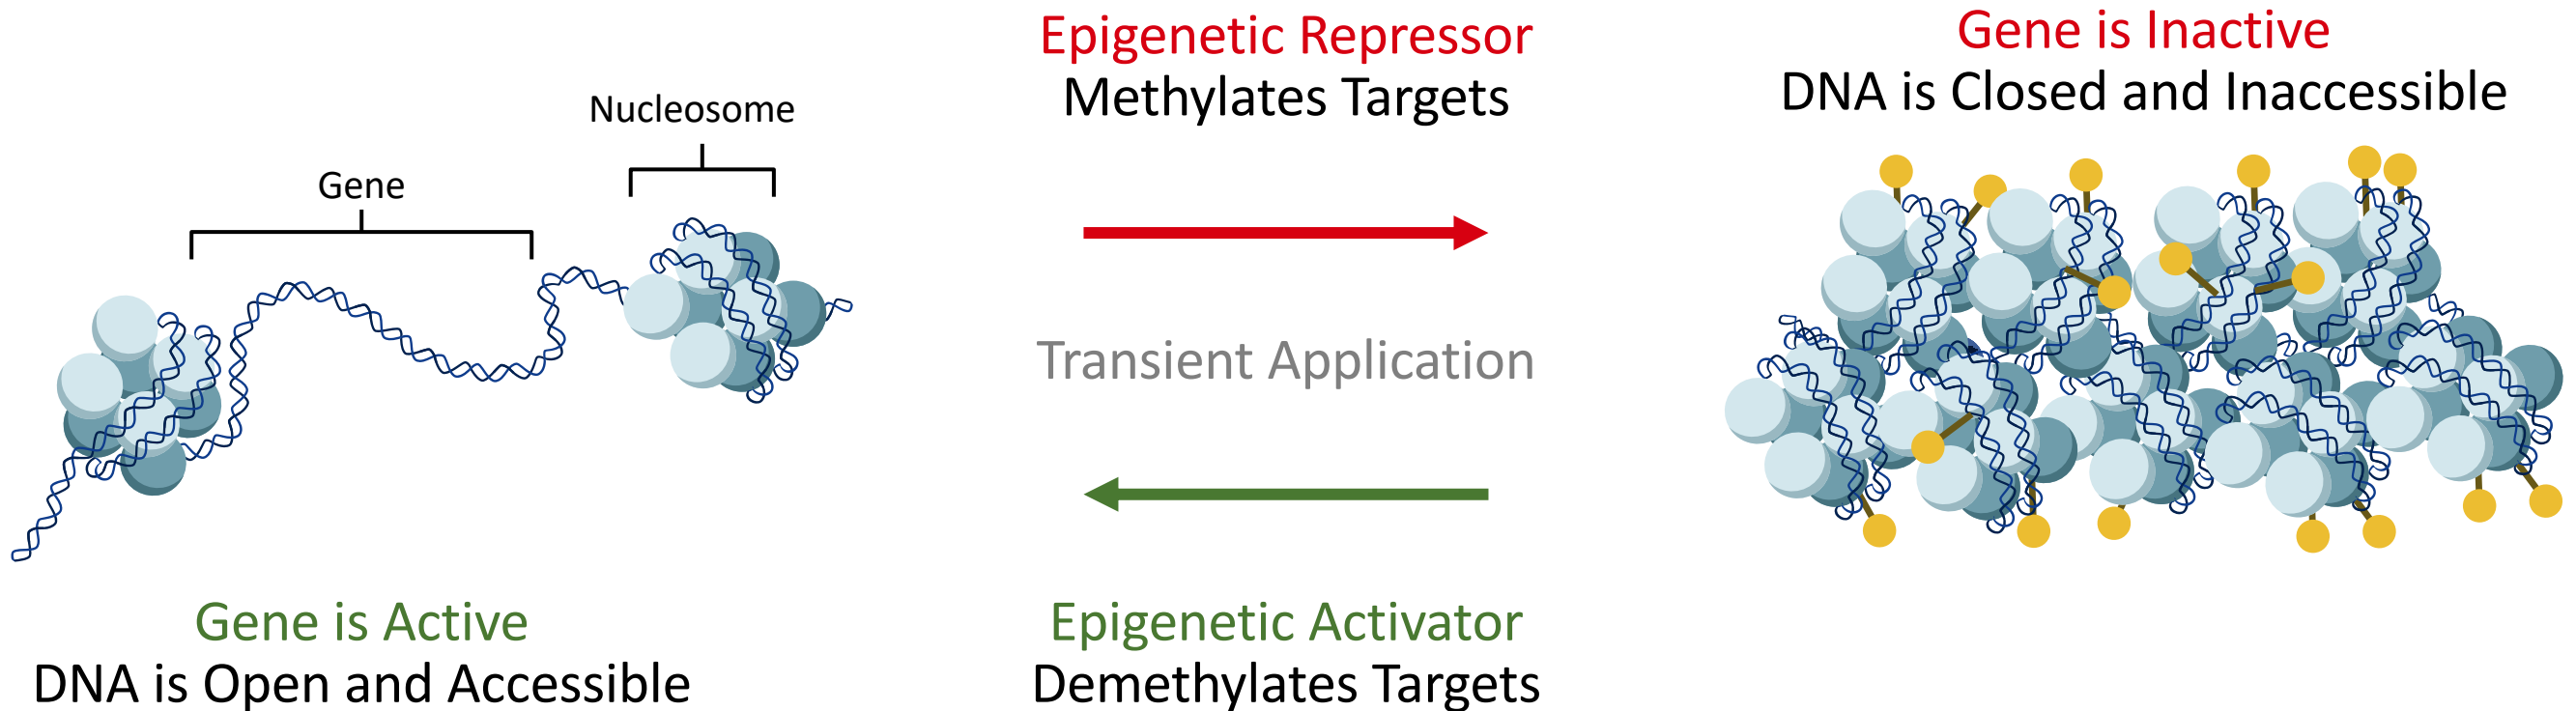 Epigenetic Repressor
Methylates Targets
Gene is Inactive
DNA is Closed and Inaccessible
Nucleosome
Gene
Transient Application
Gene is Active
DNA is Open and Accessible
Epigenetic Activator
Demethylates Targets